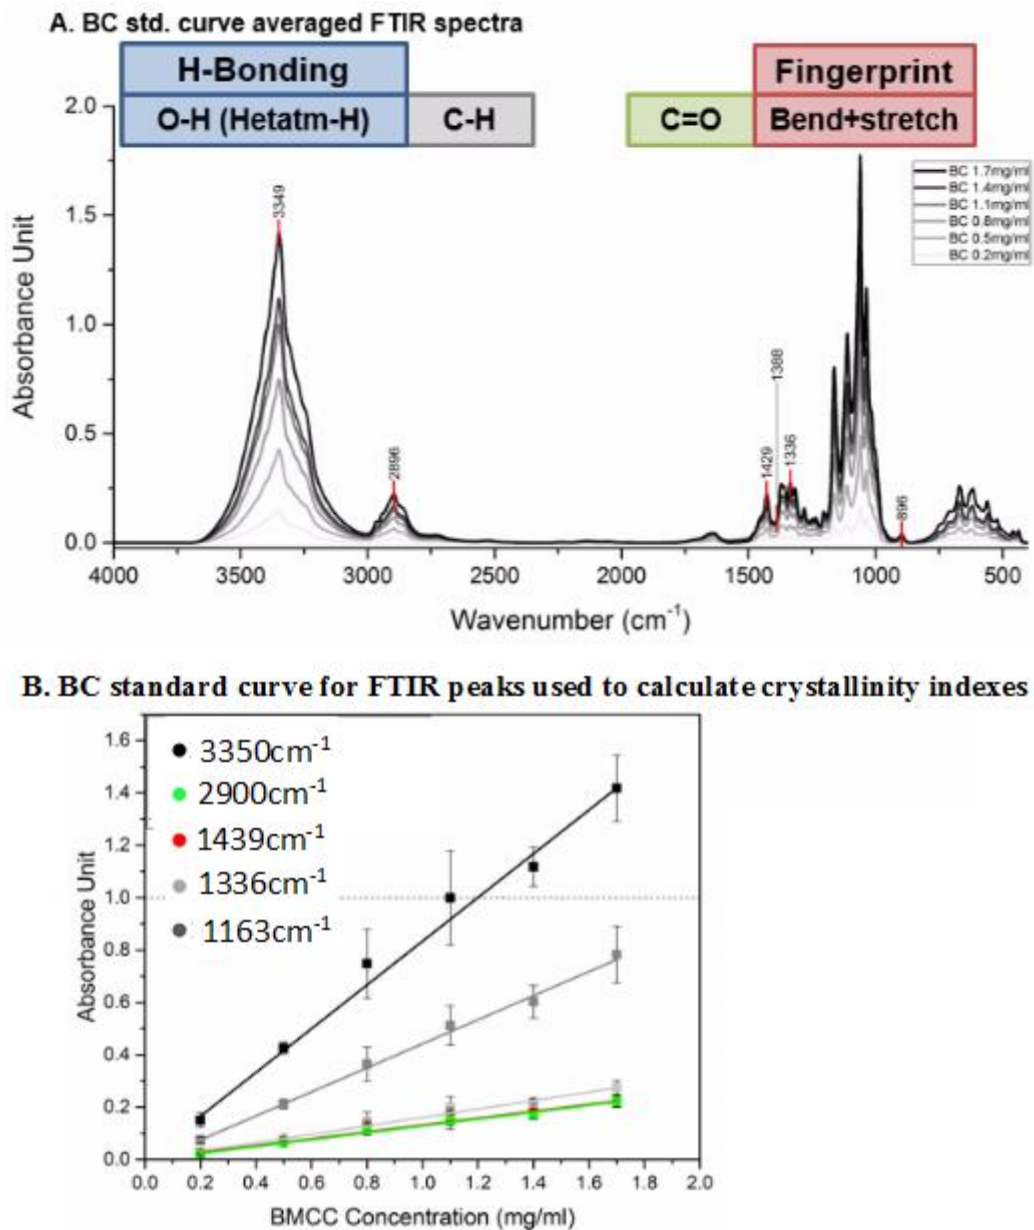 A. BC std. curve averaged FTIR spectra
H-Bonding
Fingerprint
O-H (Hetatm-H)
C-H
C=O
Bend+stretch
2.0
1.5
1.0
0.5
0.0
Absorbance Unit
3349
2896
1429
1388
1336
896
BC 1.7mg/ml
BC 1.4mg/ml
BC 1.1mg/ml
BC 0.8mg/ml
BC 0.5mg/ml
BC 0.2mg/ml
4000 3500 3000 2500 2000 1500 1000 500
Wavenumber (cm⁻¹)
B. BC standard curve for FTIR peaks used to calculate crystallinity indexes
1.6
1.4
1.2
1.0
0.8
0.6
0.4
0.2
0.0
Absorbance Unit
3350cm⁻¹
2900cm⁻¹
1439cm⁻¹
1336cm⁻¹
1163cm⁻¹
0.0 0.2 0.4 0.6 0.8 1.0 1.2 1.4 1.6 1.8 2.0
BMCC Concentration (mg/ml)